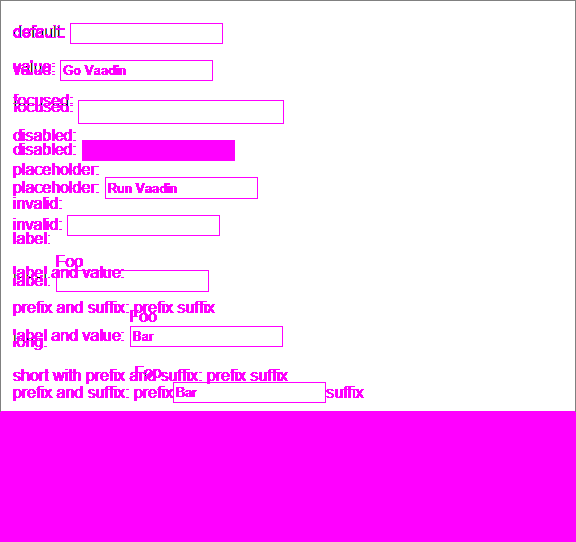 default:
value:
value: Go Vaadin
focused:
focused:
disabled:
disabled:
placeholder:
placeholder: Run Vaadin
invalid:
invalid:
label:
Foo
label and value:
label:
prefix and suffix: prefix suffix
Foo
label and value: Bar
long:
Foo
short with prefix and suffix: prefix suffix
prefix and suffix: prefix Bar suffix